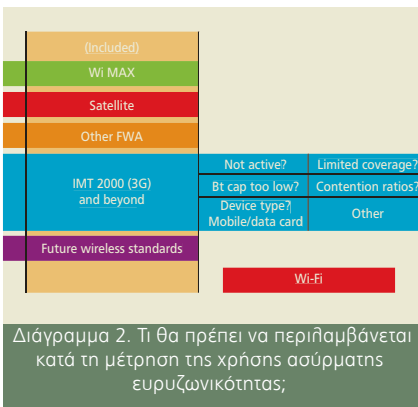 (Included)
Wi MAX
Satellite
Other FWA
IMT 2000 (3G)
and beyond
Not active?
Limited coverage?
Bt cap too low?
Contention ratios?
Device type?
Mobile/data card
Other
Future wireless standards
Wi-Fi
Διάγραμμα 2. Τι θα πρέπει να περιλαμβάνεται
κατά τη μέτρηση της χρήσης ασύρματης
ευρυζωνικότητας;